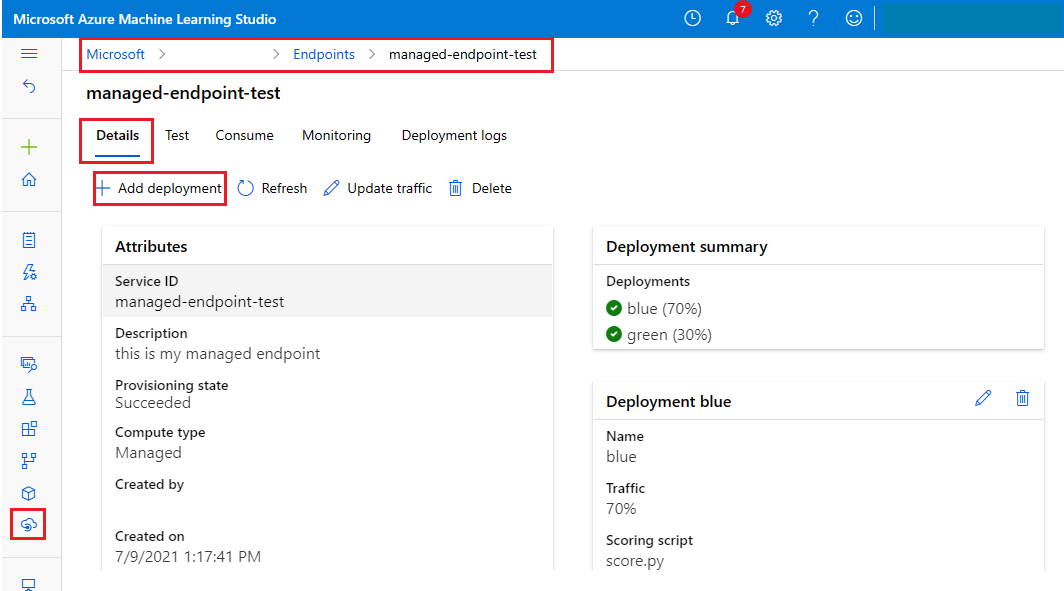 Microsoft Azure Machine Learning Studio
7
Microsoft > > Endpoints > managed-endpoint-test
managed-endpoint-test
Details Test Consume Monitoring Deployment logs
Add deployment Refresh Update traffic Delete
Attributes
Service ID
managed-endpoint-test
Description
this is my managed endpoint
Provisioning state
Succeeded
Compute type
Managed
Created by
Created on
7/9/2021 1:17:41 PM
Deployment summary
Deployments
blue (70%)
green (30%)
Deployment blue
Name
blue
Traffic
70%
Scoring script
score.py